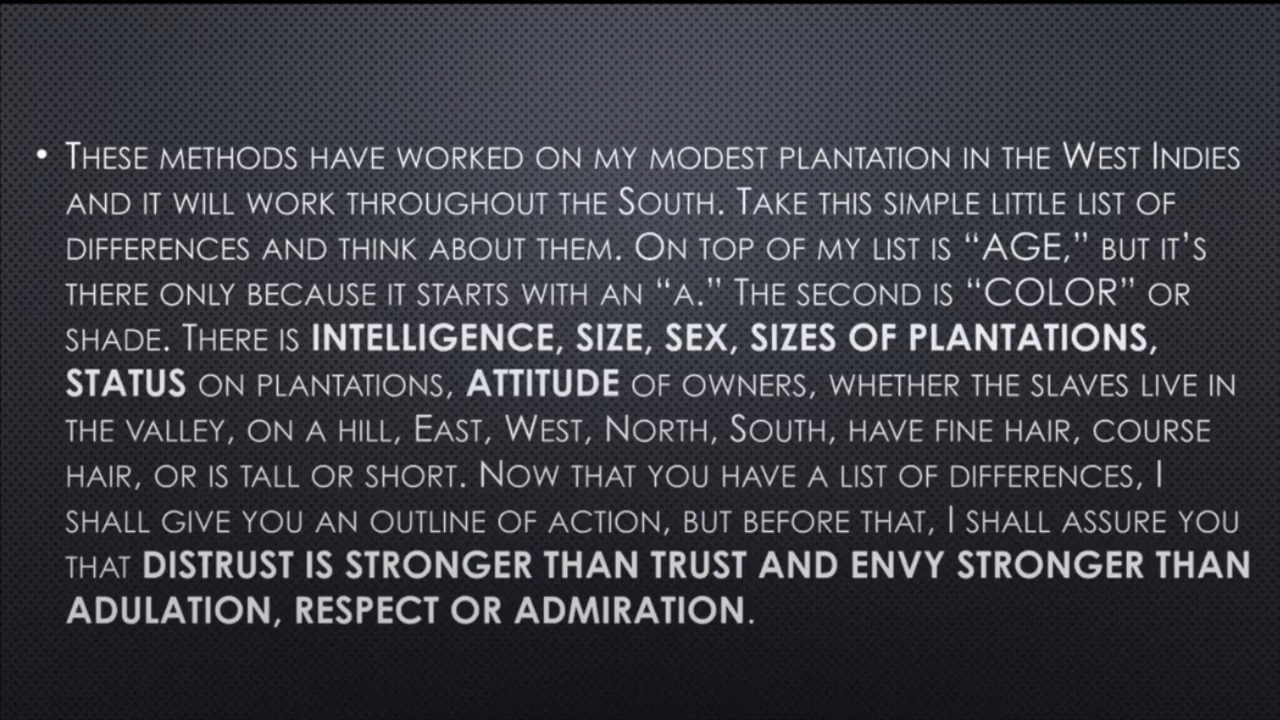 • THESE METHODS HAVE WORKED ON MY MODEST PLANTATION IN THE WEST INDIES
AND IT WILL WORK THROUGHOUT THE SOUTH. TAKE THIS SIMPLE LITTLE LIST OF
DIFFERENCES AND THINK ABOUT THEM. ON TOP OF MY LIST IS “AGE,” BUT IT’S
THERE ONLY BECAUSE IT STARTS WITH AN “A.” THE SECOND IS “COLOR” OR
SHADE. THERE IS INTELLIGENCE, SIZE, SEX, SIZES OF PLANTATIONS,
STATUS ON PLANTATIONS, ATTITUDE OF OWNERS, WHETHER THE SLAVES LIVE IN
THE VALLEY, ON A HILL, EAST, WEST, NORTH, SOUTH, HAVE FINE HAIR, COURSE
HAIR, OR IS TALL OR SHORT. NOW THAT YOU HAVE A LIST OF DIFFERENCES, I
SHALL GIVE YOU AN OUTLINE OF ACTION, BUT BEFORE THAT, I SHALL ASSURE YOU
THAT DISTRUST IS STRONGER THAN TRUST AND ENVY STRONGER THAN
ADULATION, RESPECT OR ADMIRATION.